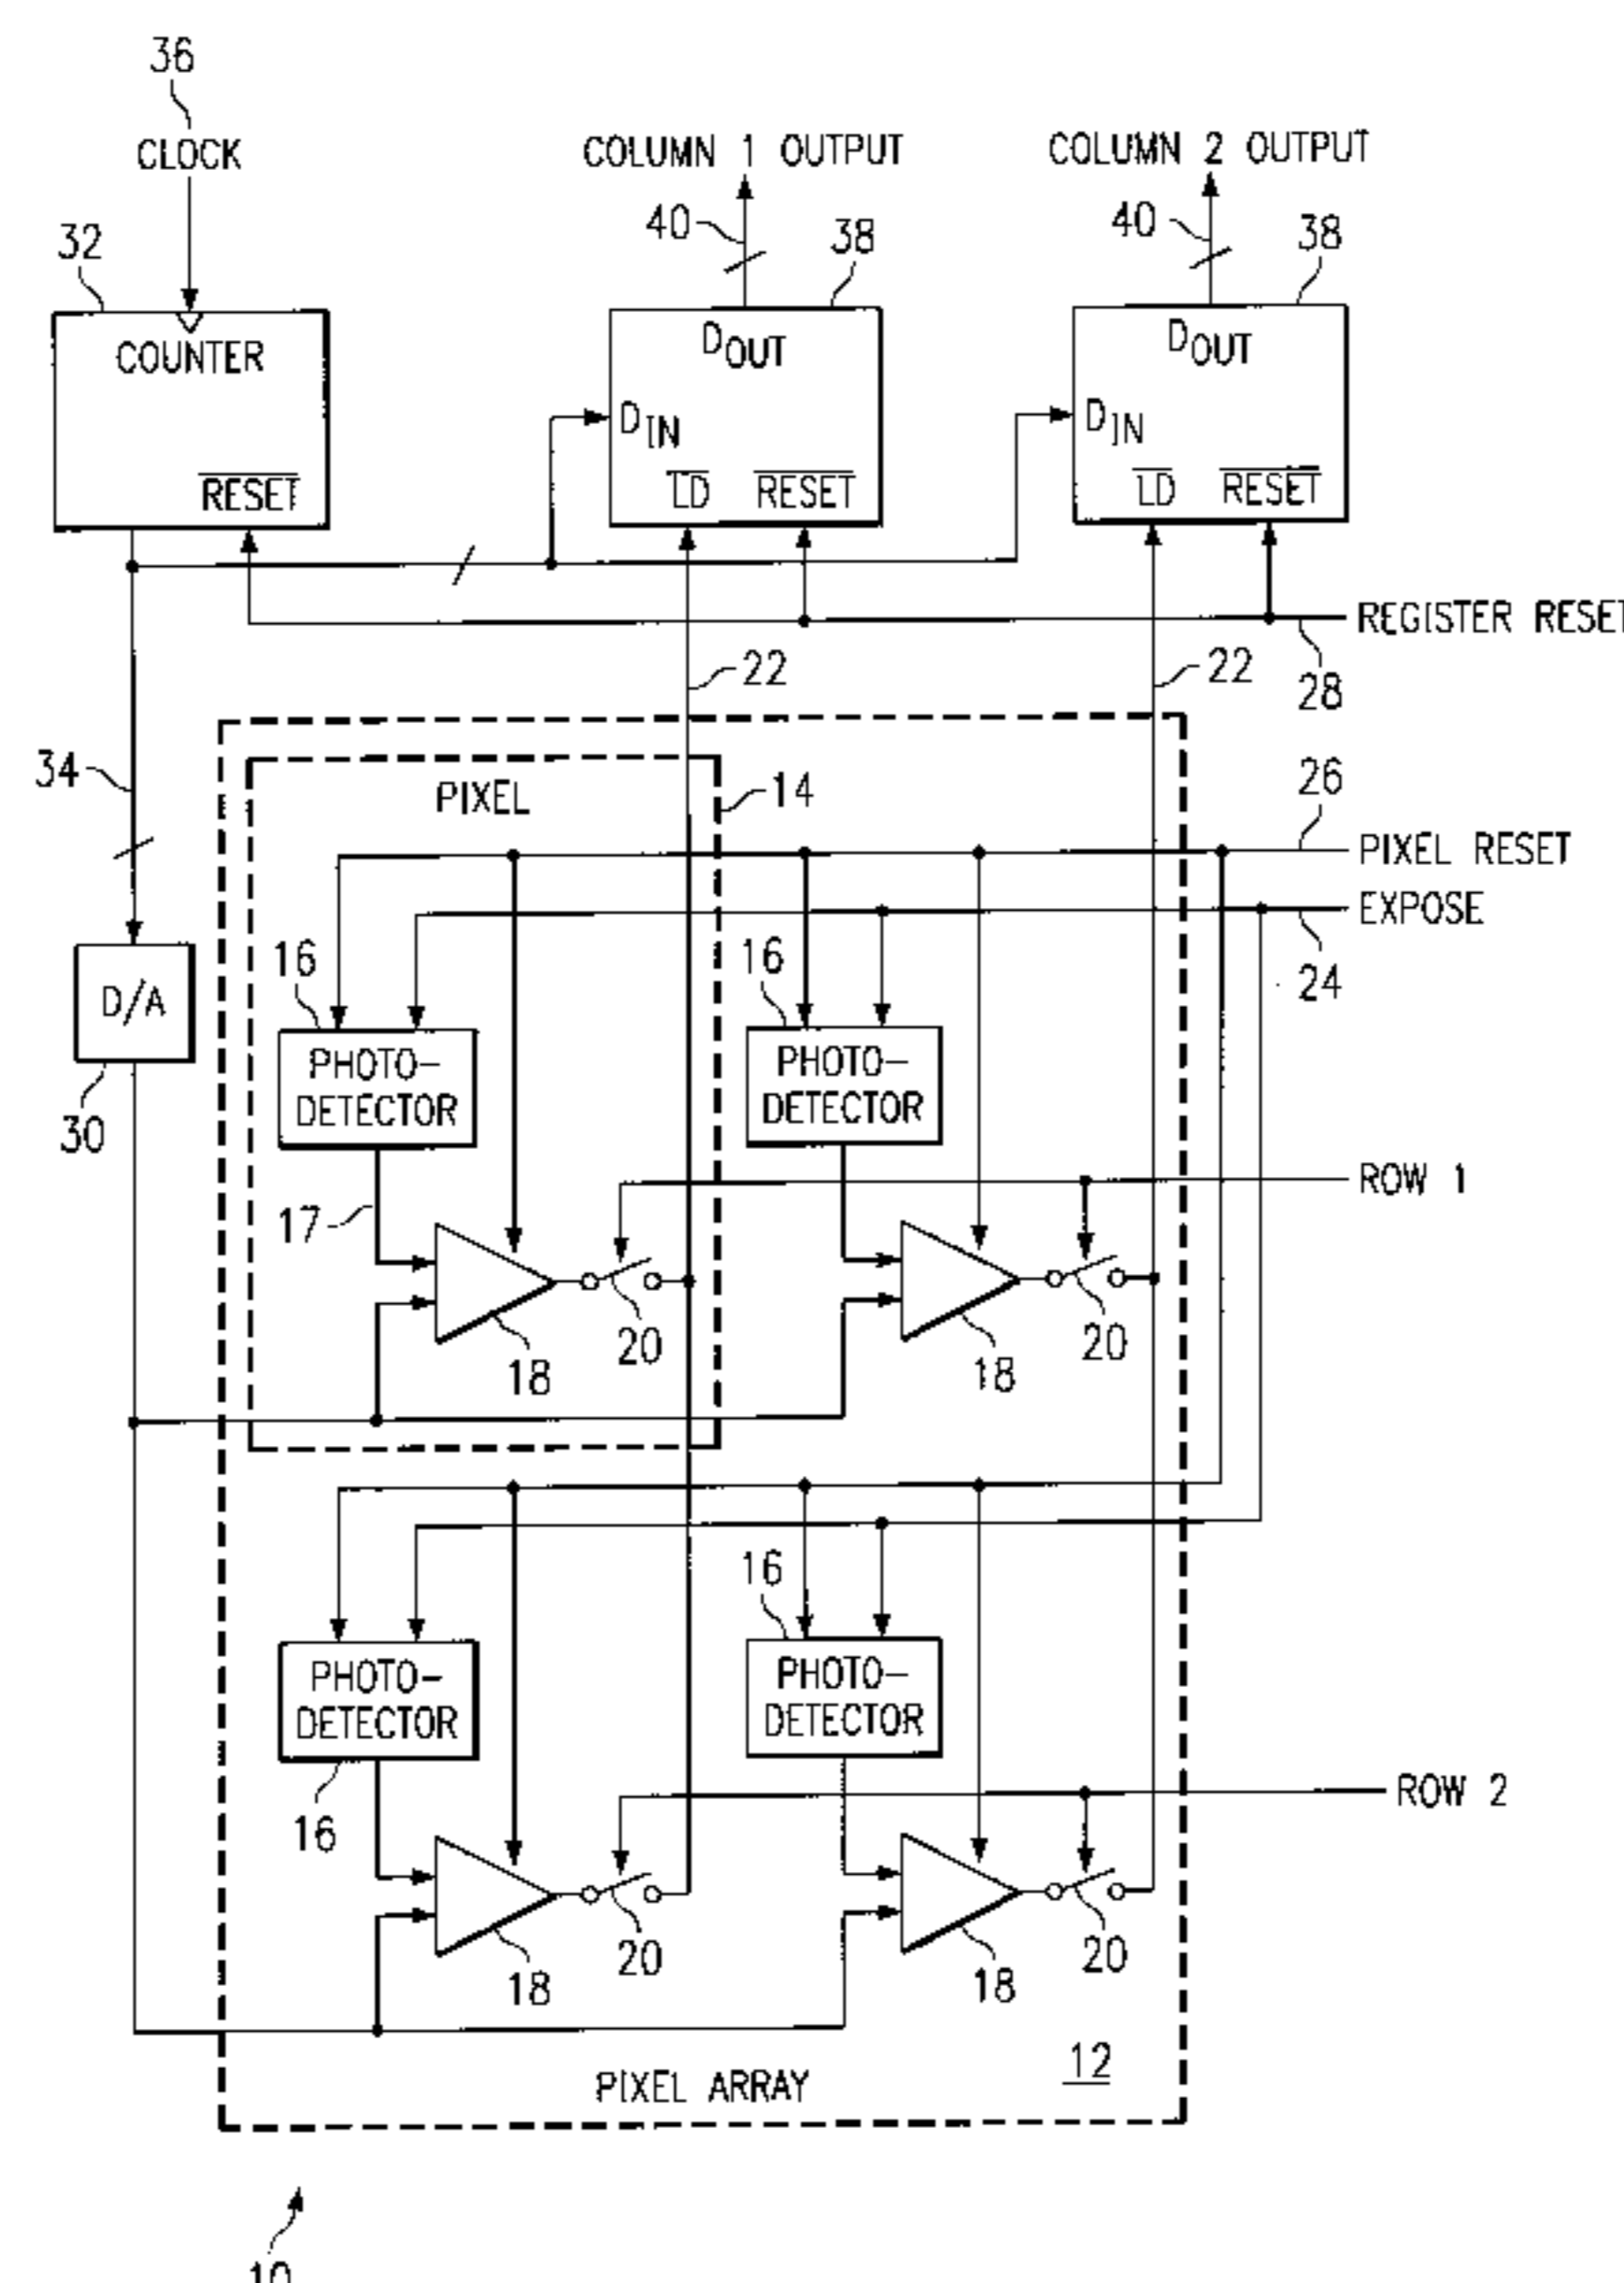 36
CLOCK
COLUMN 1 OUTPUT
COLUMN 2 OUTPUT
32
40
38
40
38
COUNTER
RESET
DOUT
DIN
LD RESET
DOUT
DIN
LD RESET
REGISTER RESET
28
22
22
34
PIXEL
14
26
PIXEL RESET
EXPOSE
24
D/A
30
16
PHOTO-
DETECTOR
16
PHOTO-
DETECTOR
17
ROW 1
18
20
18
20
16
PHOTO-
DETECTOR
16
PHOTO-
DETECTOR
ROW 2
18
20
18
20
12
PIXEL ARRAY
10